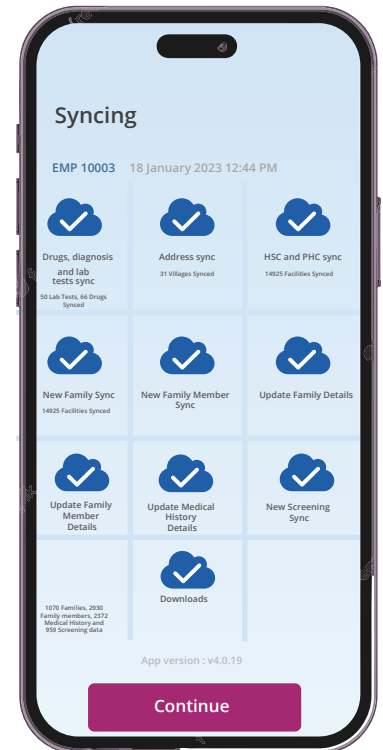 Syncing
EMP 10003 18 January 2023 12:44 PM
Drugs, diagnosis
and lab
tests sync
50 Lab Tests, 66 Drugs
Synced
Address sync
31 Villages Synced
HSC and PHC sync
14925 Facilities Synced
New Family Sync
14925 Facilities Synced
New Family Member
Sync
Update Family Details
Update Family
Member
Details
Update Medical
History
Details
New Screening
Sync
1070 Families, 2930
Family members, 2372
Medical History and
959 Screening data
Downloads
App version : v4.0.19
Continue